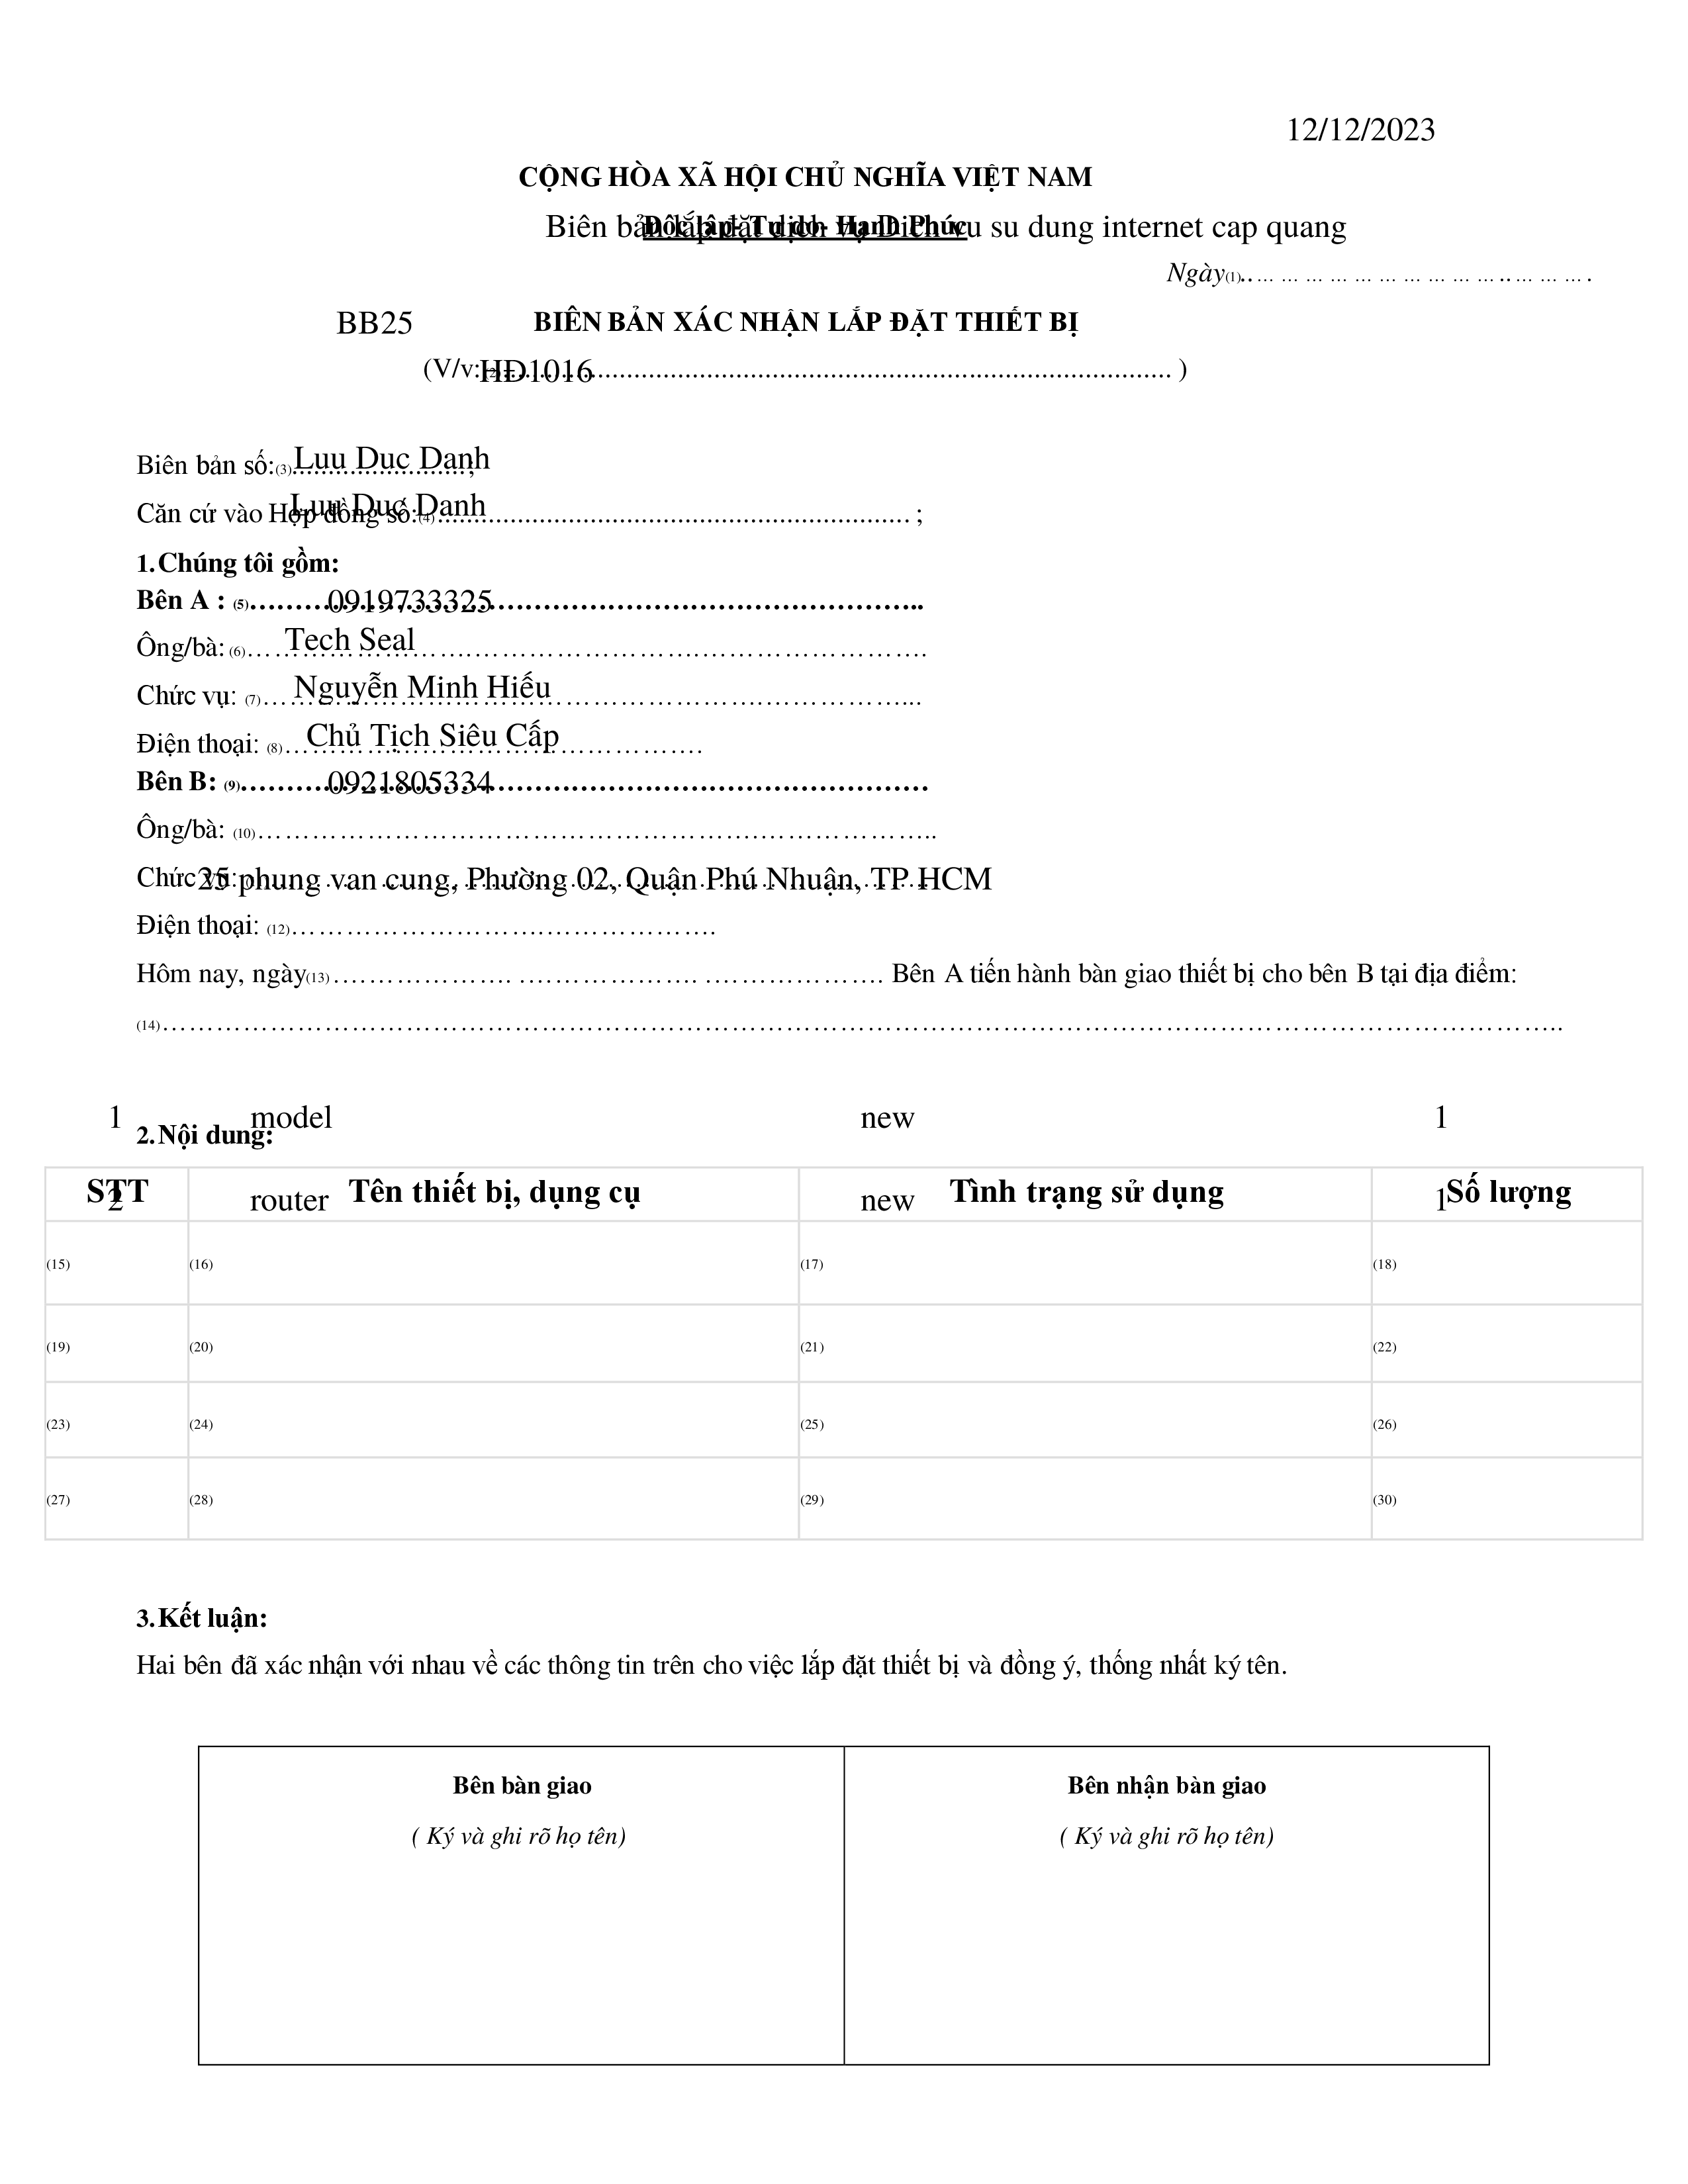 12/12/2023
CỘNG HÒA XÃ HỘI CHỦ NGHĨA VIỆT NAM
Độc lập- Tự do- Hạnh Phúc
Biên bản lắp đặt dịch vụ Dich vu su dung internet cap quang
Ngày(1)..………………………………..……….
BB25
BIÊN BẢN XÁC NHẬN LẮP ĐẶT THIẾT BỊ
(V/v:(2)............................................................................................)
HĐ1016
Luu Duc Danh
Biên bản số:(3)........................;
Luu Duc Danh
Căn cứ vào Hợp đồng số:(4).................................................................;
1.Chúng tôi gồm:
Bên A : (5)…………………………………………………………………..
0919733325
Tech Seal
Ông/bà: (6)…………………….…………………….…………………….
Nguyễn Minh Hiếu
Chức vụ: (7)……………………………………………….……………...
Chủ Tịch Siêu Cấp
Điện thoại: (8)……………………………………….
Bên B: (9)………………………………………………………………….
0921805334
Ông/bà: (10)……………………………………………….………………..
Chức vụ:
25 phung van cung, Phường 02, Quận Phú Nhuận, TP HCM
Điện thoại: (12)……………………….……………….
Hôm nay, ngày(13)………………. ………………. ………………. Bên A tiến hành bàn giao thiết bị cho bên B tại địa điểm:
(14)………………………………………………………………………………………………………………………………………..
1 model new 1
2.Nội dung:
STT Tên thiết bị, dụng cụ Tình trạng sử dụng Số lượng
2 router new 1
(15) (16) (17) (18)
(19) (20) (21) (22)
(23) (24) (25) (26)
(27) (28) (29) (30)
3.Kết luận:
Hai bên đã xác nhận với nhau về các thông tin trên cho việc lắp đặt thiết bị và đồng ý, thống nhất ký tên.
Bên bàn giao Bên nhận bàn giao
( Ký và ghi rõ họ tên) ( Ký và ghi rõ họ tên)